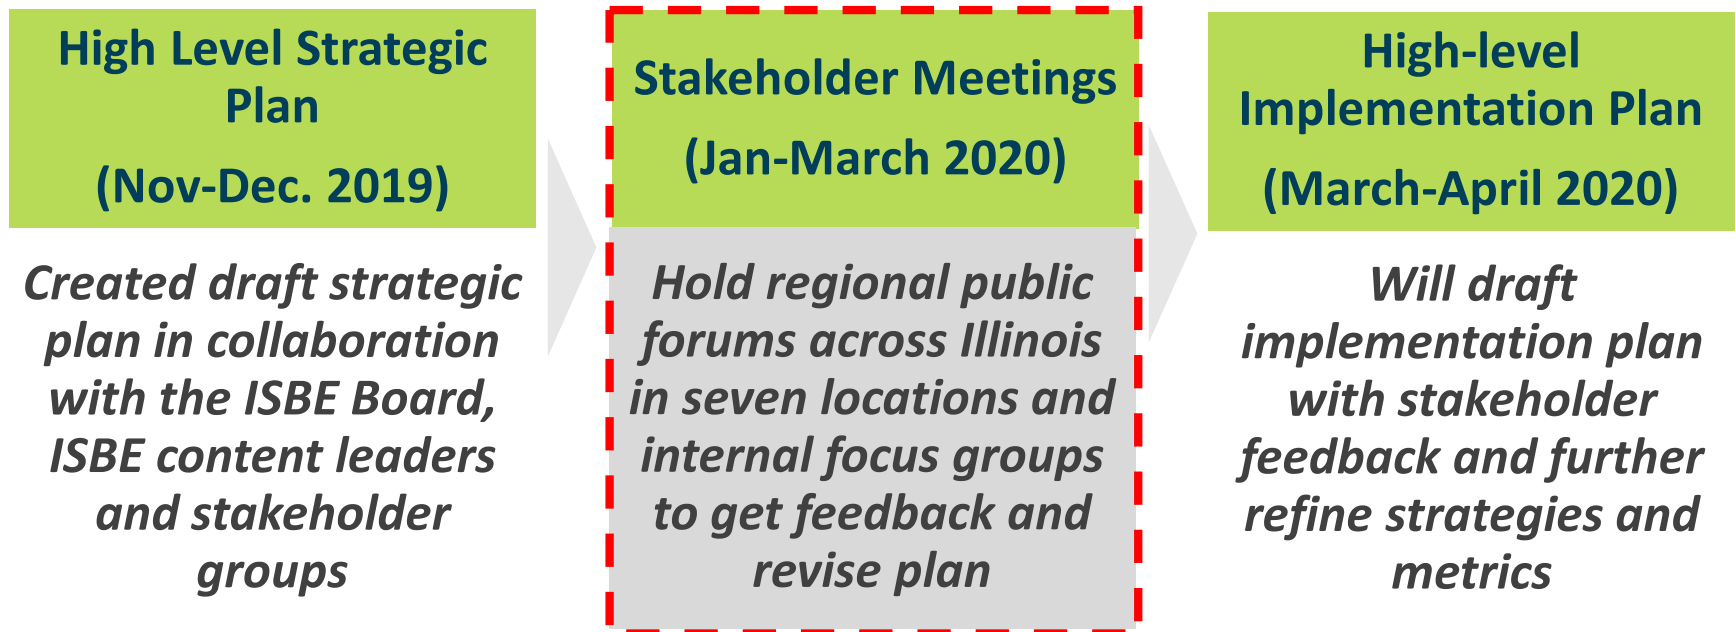 High Level Strategic
Plan
(Nov-Dec. 2019)
Created draft strategic
plan in collaboration
with the ISBE Board,
ISBE content leaders
and stakeholder
groups
Stakeholder Meetings
(Jan-March 2020)
Hold regional public
forums across Illinois
in seven locations and
internal focus groups
to get feedback and
revise plan
High-level
Implementation Plan
(March-April 2020)
Will draft
implementation plan
with stakeholder
feedback and further
refine strategies and
metrics